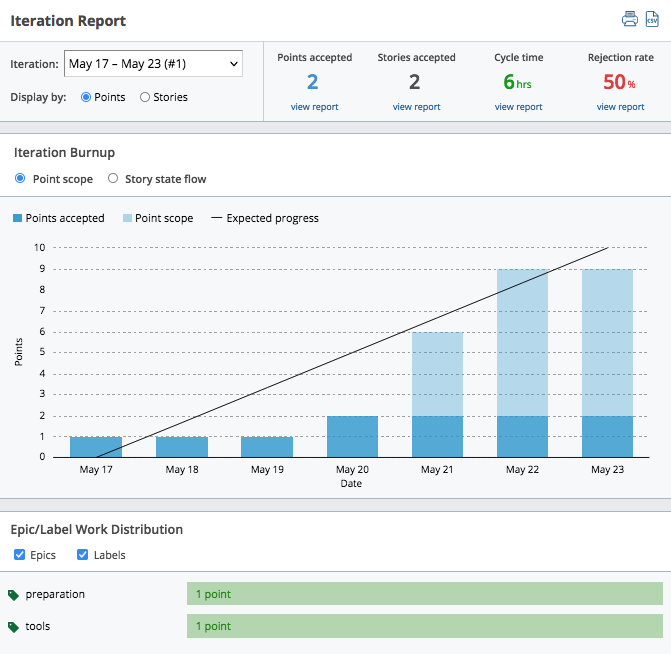 Iteration Report
CSV
Iteration: May 17 – May 23 (#1)
Display by: Points Stories
Points accepted Stories accepted Cycle time Rejection rate
2 2 6 hrs 50 %
view report view report view report view report
Iteration Burnup
Point scope Story state flow
Points accepted Point scope Expected progress
10
9
8
7
6
5
4
3
2
1
0
Points
May 17 May 18 May 19 May 20 May 21 May 22 May 23
Date
Epic/Label Work Distribution
Epics Labels
preparation 1 point
tools 1 point